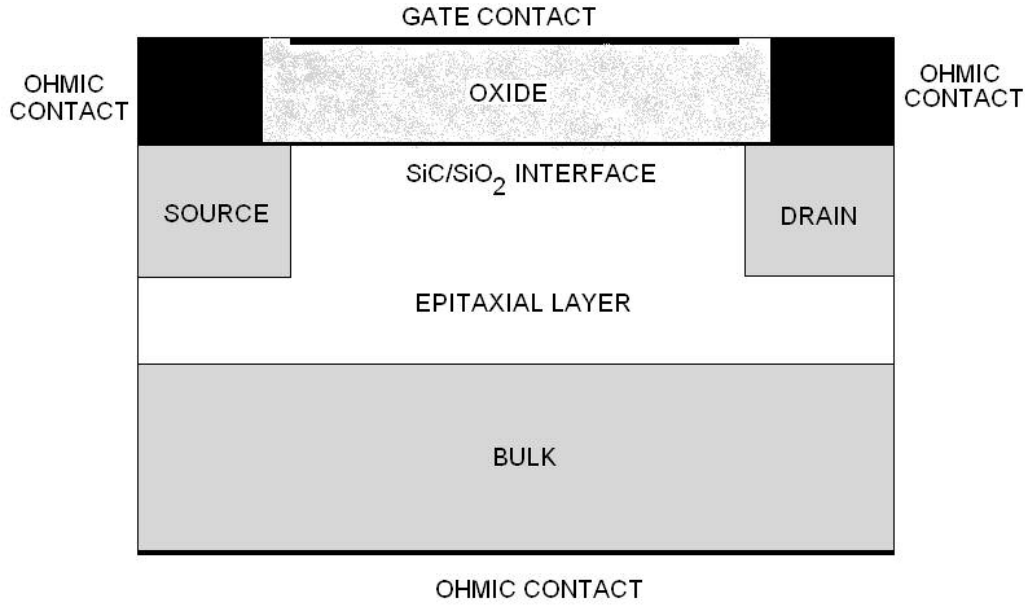 GATE CONTACT
OHMIC
CONTACT
OXIDE
OHMIC
CONTACT
SiC/SiO2 INTERFACE
SOURCE
DRAIN
EPITAXIAL LAYER
BULK
OHMIC CONTACT